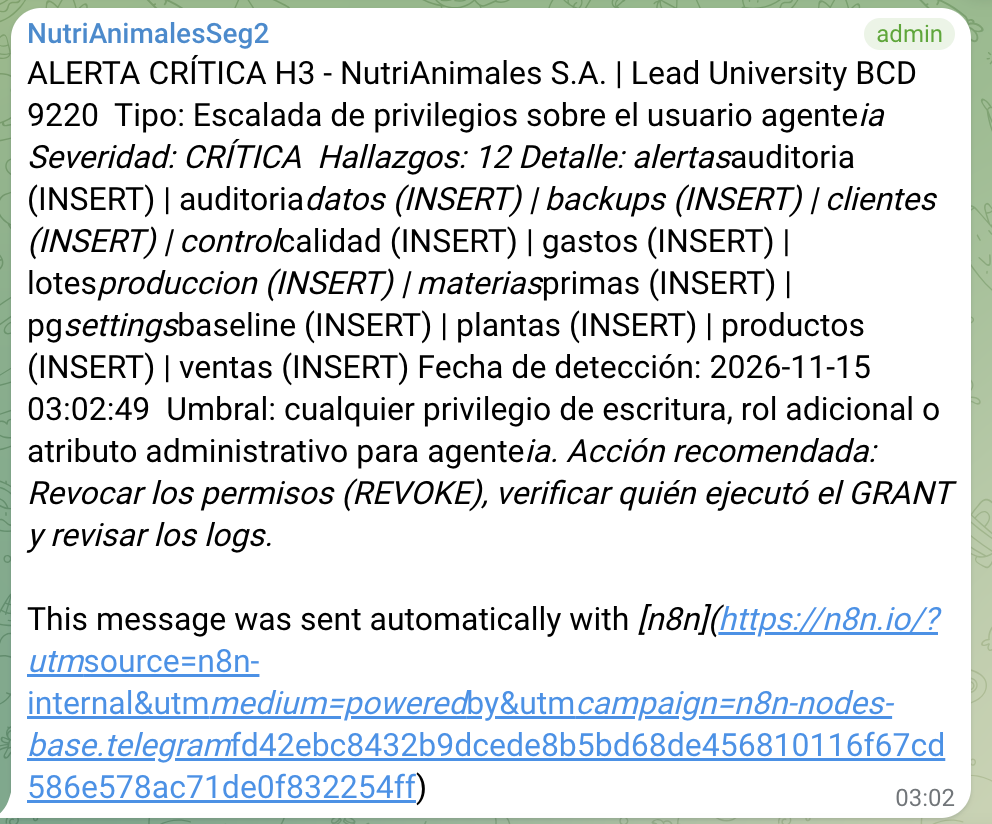 NutriAnimalesSeg2
admin
ALERTA CRÍTICA H3 - NutriAnimales S.A. | Lead University BCD
9220  Tipo: Escalada de privilegios sobre el usuario agenteia
Severidad: CRÍTICA  Hallazgos: 12 Detalle: alertasauditoria
(INSERT) | auditoriadatos (INSERT) | backups (INSERT) | clientes
(INSERT) | controlcalidad (INSERT) | gastos (INSERT) |
lotesproduccion (INSERT) | materiasprimas (INSERT) |
pgsettingsbaseline (INSERT) | plantas (INSERT) | productos
(INSERT) | ventas (INSERT) Fecha de detección: 2026-11-15
03:02:49  Umbral: cualquier privilegio de escritura, rol adicional o
atributo administrativo para agenteia. Acción recomendada:
Revocar los permisos (REVOKE), verificar quién ejecutó el GRANT
y revisar los logs.
This message was sent automatically with [n8n](https://n8n.io/?
utmsource=n8n-
internal&utmmedium=poweredby&utmcampaign=n8n-nodes-
base.telegramfd42ebc8432b9dcede8b5bd68de456810116f67cd
586e578ac71de0f832254ff)
03:02